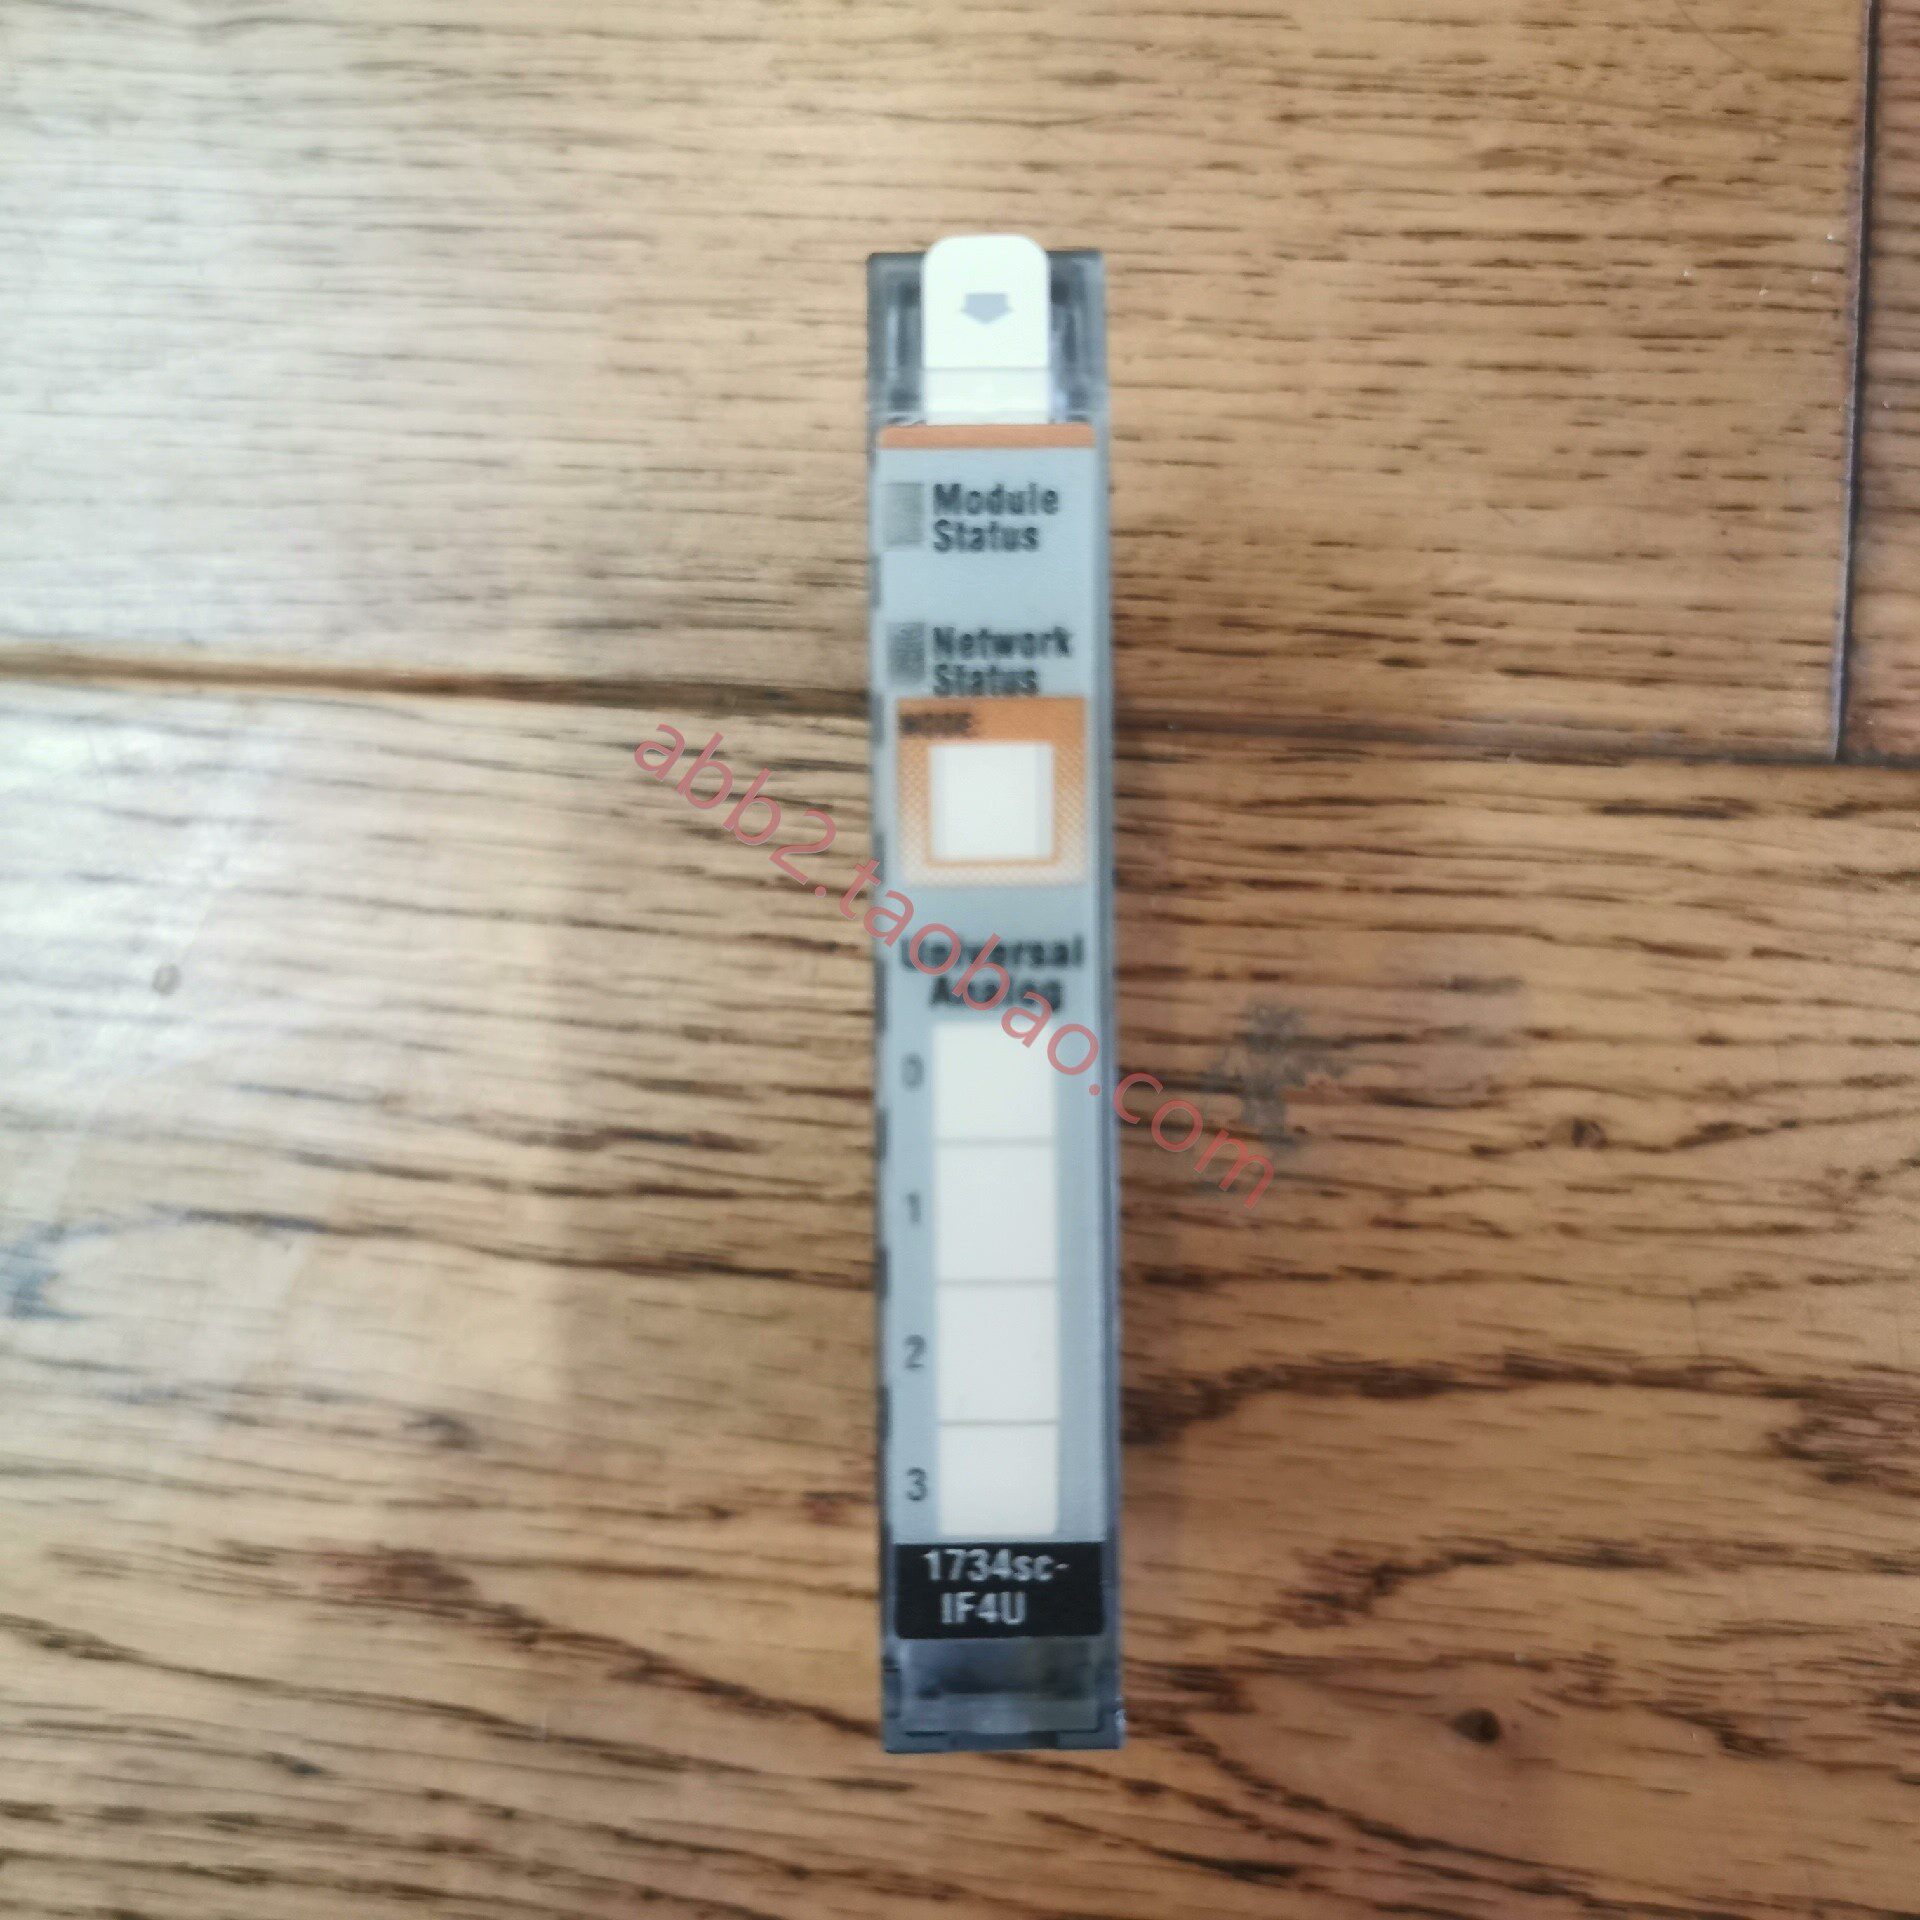 Module
Status
Network
Status
MODE
Universal
Analog
0
1
2
3
1734sc-
IF4U
abb2.taobao.com